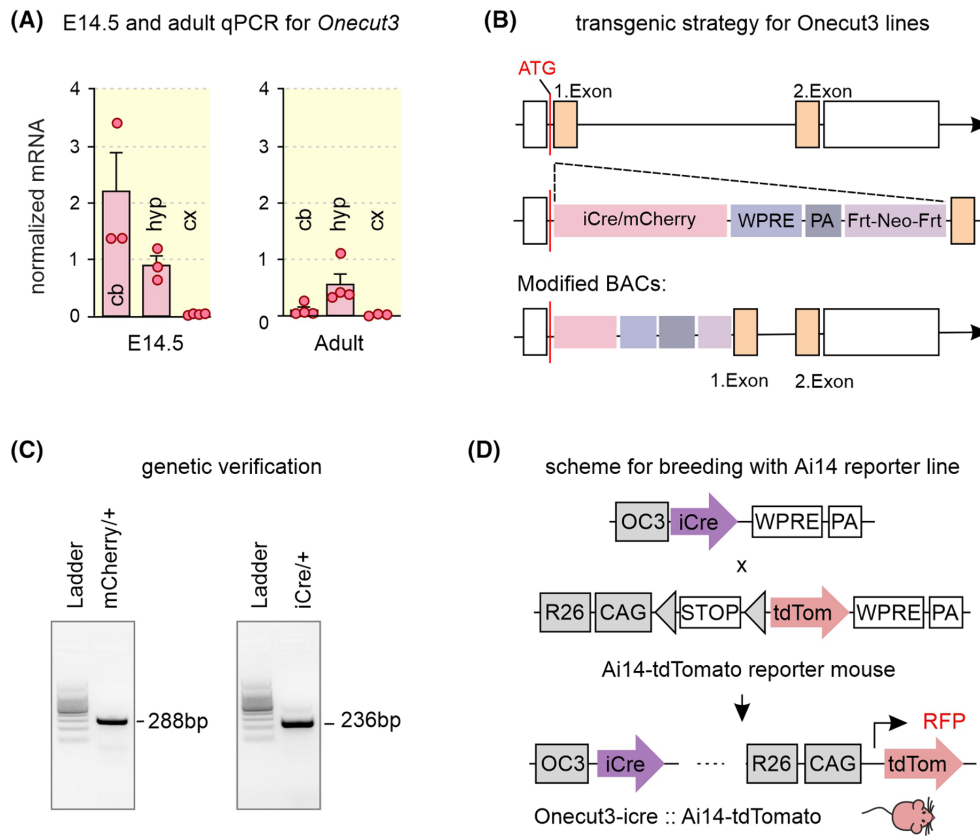 (A) E14.5 and adult qPCR for Onecut3
normalized mRNA
4
3
2
1
0
cb
hyp
cx
E14.5
4
3
2
1
0
cb
hyp
cx
Adult
(B) transgenic strategy for Onecut3 lines
ATG
1.Exon
2.Exon
iCre/mCherry
WPRE
PA
Frt-Neo-Frt
Modified BACs:
1.Exon
2.Exon
(C) genetic verification
Ladder
mCherry/+
288bp
Ladder
iCre/+
236bp
(D) scheme for breeding with Ai14 reporter line
OC3 iCre WPRE PA
x
R26 CAG STOP tdTom WPRE PA
Ai14-tdTomato reporter mouse
RFP
OC3 iCre R26 CAG tdTom
Onecut3-icre :: Ai14-tdTomato